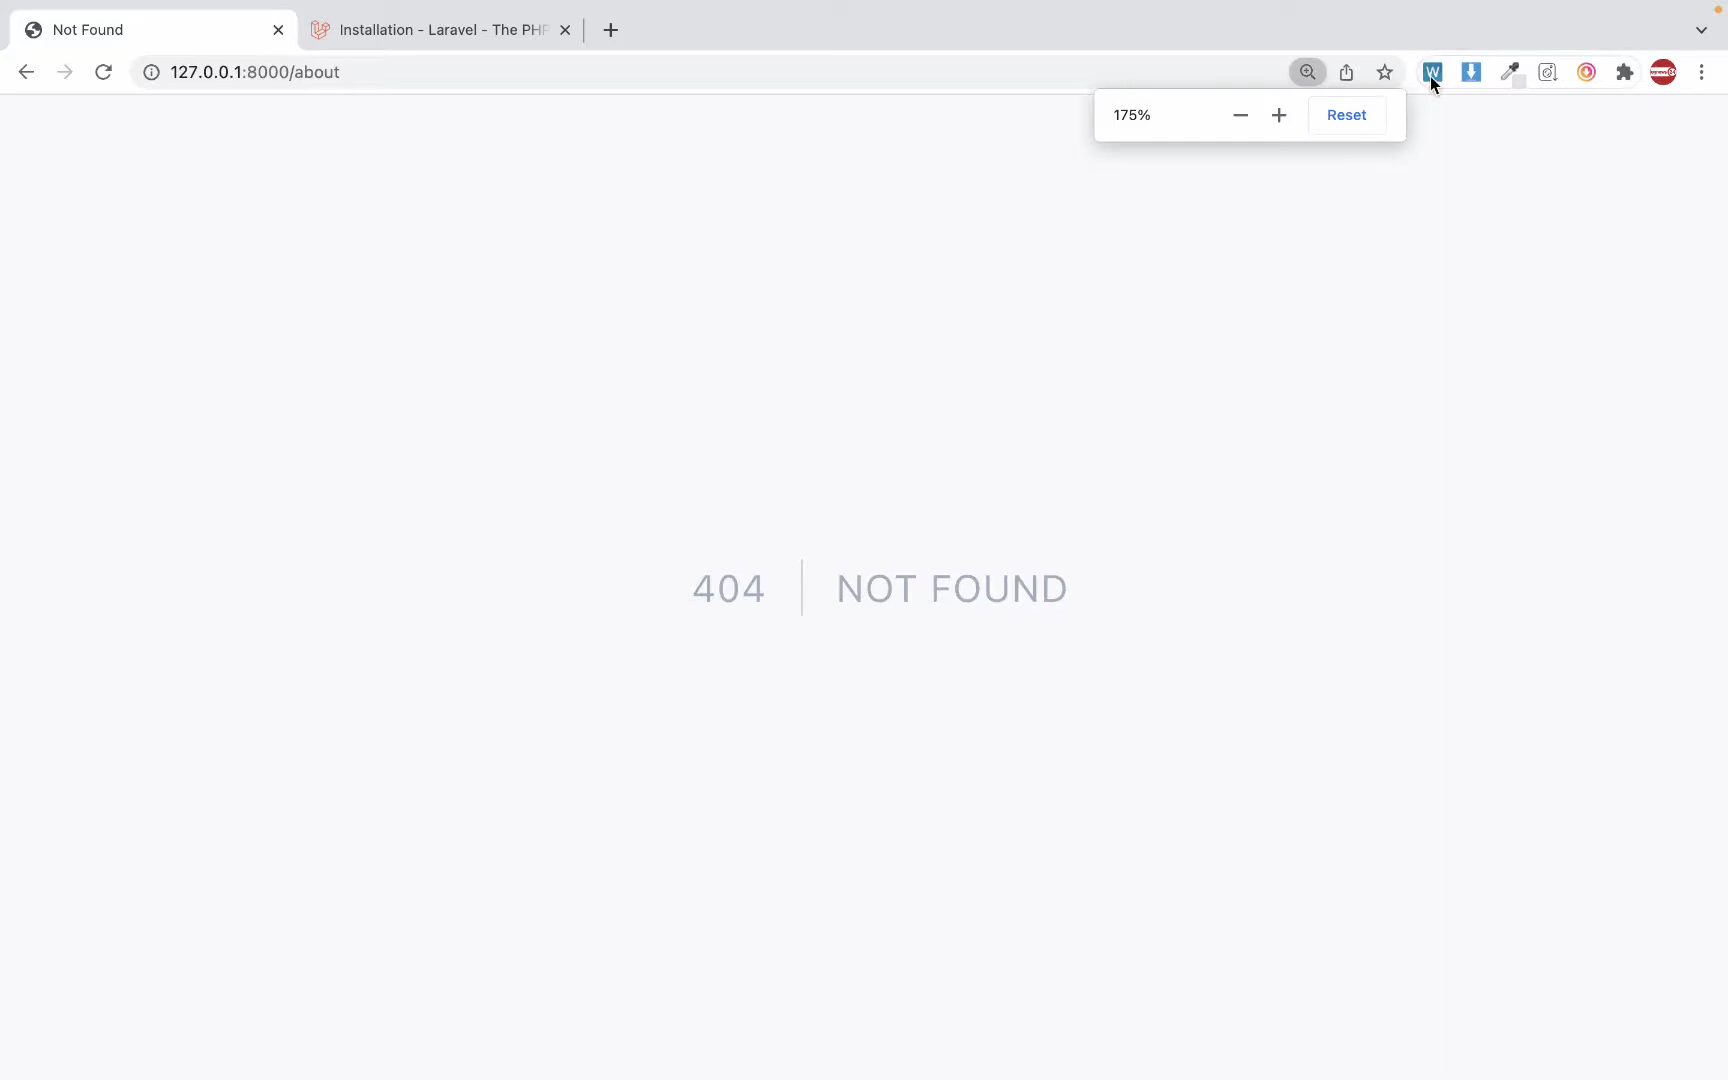 Not Found
Installation - Laravel - The PHP
127.0.0.1:8000/about
W
175%
Reset
404 NOT FOUND